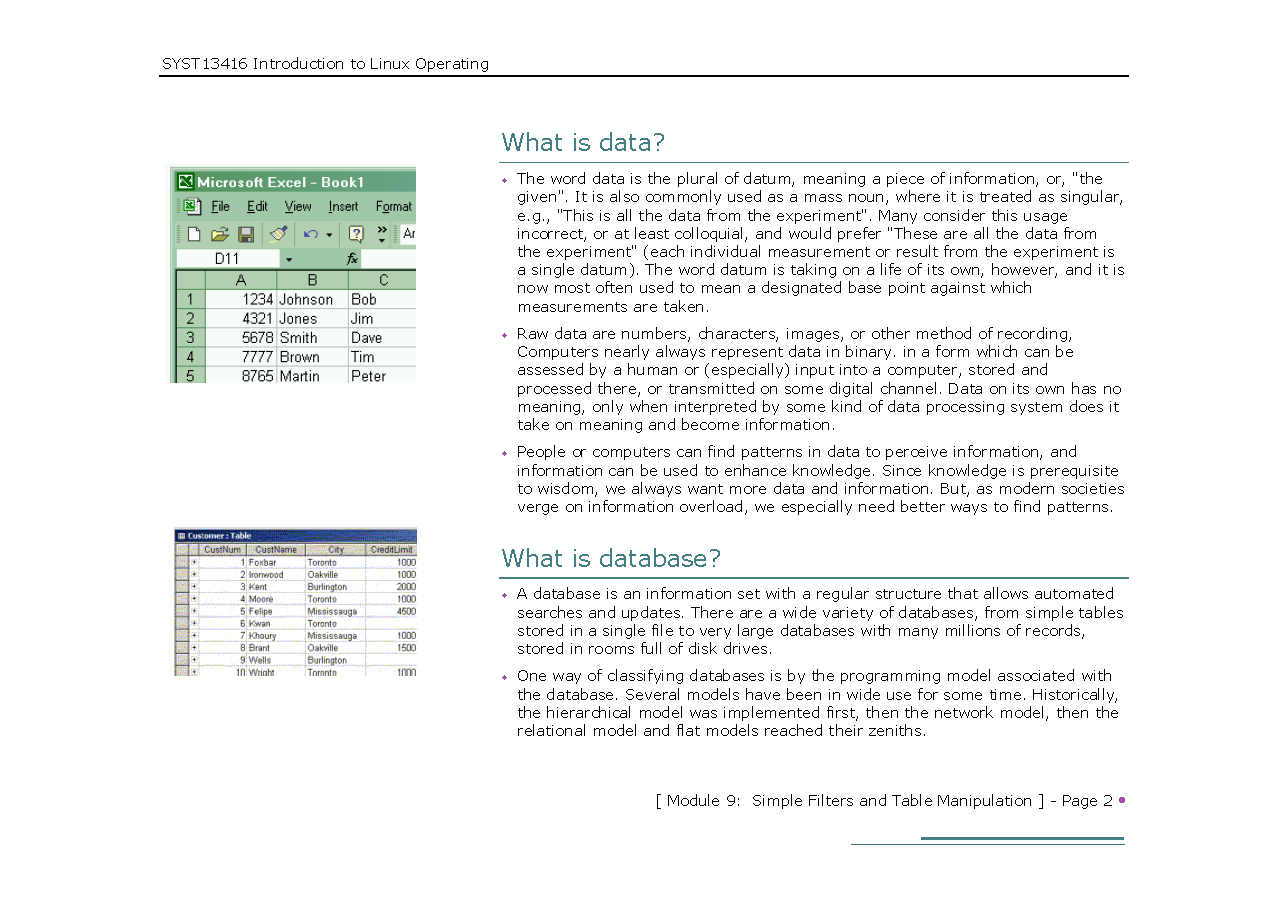 SYST13416 Introduction to Linux Operating
Microsoft Excel - Book1
File Edit View Insert Format
D11 fx
A B C
1 1234 Johnson Bob
2 4321 Jones Jim
3 5678 Smith Dave
4 7777 Brown Tim
5 8765 Martin Peter
Customer : Table
CustNum CustName City CreditLimit
1 Foxbar Toronto 1000
2 Ironwood Oakville 1000
3 Kent Burlington 2000
4 Moore Toronto 1000
5 Felipe Mississauga 4500
6 Kwan Toronto
7 Khoury Mississauga 1000
8 Brant Oakville 1500
9 Wells Burlington
10 Wright Toronto 1000
What is data?
The word data is the plural of datum, meaning a piece of information, or, "the
given". It is also commonly used as a mass noun, where it is treated as singular,
e.g., "This is all the data from the experiment". Many consider this usage
incorrect, or at least colloquial, and would prefer "These are all the data from
the experiment" (each individual measurement or result from the experiment is
a single datum). The word datum is taking on a life of its own, however, and it is
now most often used to mean a designated base point against which
measurements are taken.
Raw data are numbers, characters, images, or other method of recording,
Computers nearly always represent data in binary. in a form which can be
assessed by a human or (especially) input into a computer, stored and
processed there, or transmitted on some digital channel. Data on its own has no
meaning, only when interpreted by some kind of data processing system does it
take on meaning and become information.
People or computers can find patterns in data to perceive information, and
information can be used to enhance knowledge. Since knowledge is prerequisite
to wisdom, we always want more data and information. But, as modern societies
verge on information overload, we especially need better ways to find patterns.
What is database?
A database is an information set with a regular structure that allows automated
searches and updates. There are a wide variety of databases, from simple tables
stored in a single file to very large databases with many millions of records,
stored in rooms full of disk drives.
One way of classifying databases is by the programming model associated with
the database. Several models have been in wide use for some time. Historically,
the hierarchical model was implemented first, then the network model, then the
relational model and flat models reached their zeniths.
[ Module 9: Simple Filters and Table Manipulation ] - Page 2